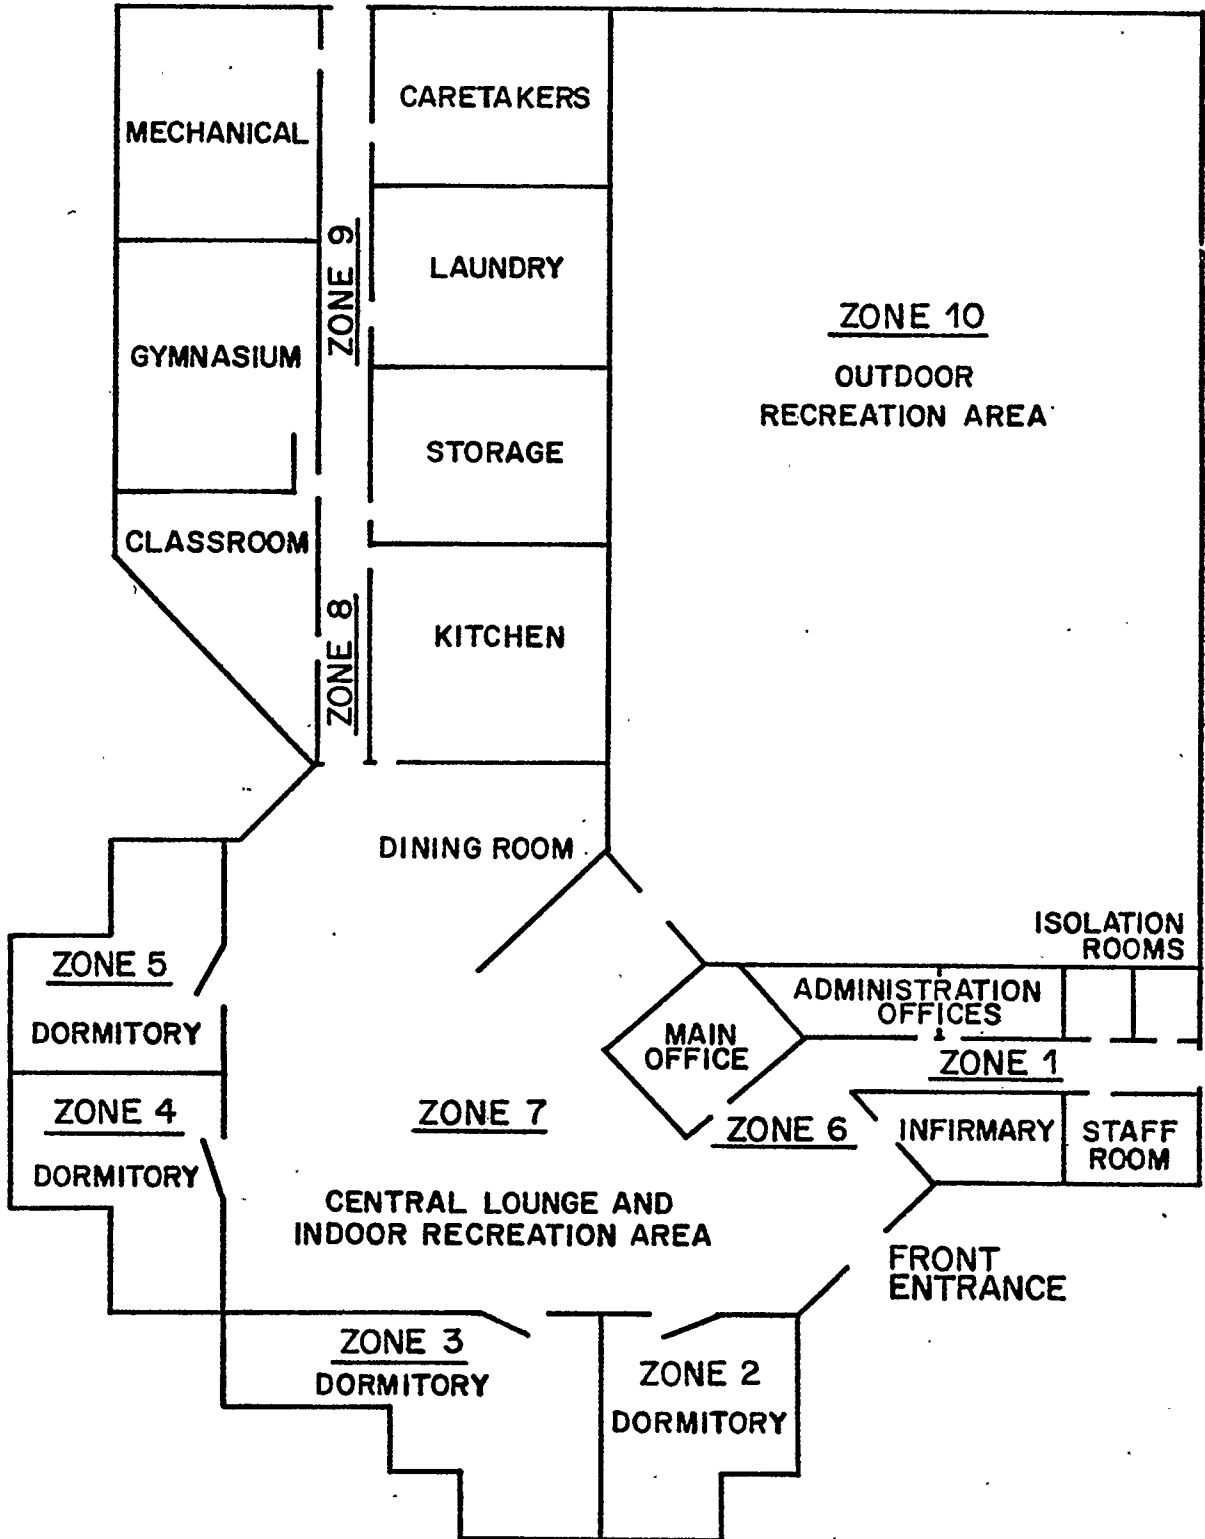 CARETAKERS
MECHANICAL
ZONE 9
LAUNDRY
ZONE 10
GYMNASIUM
OUTDOOR
RECREATION AREA
STORAGE
CLASSROOM
ZONE 8
KITCHEN
DINING ROOM
ISOLATION
ROOMS
ZONE 5
DORMITORY
ADMINISTRATION
OFFICES
MAIN
OFFICE
ZONE 1
ZONE 4
DORMITORY
ZONE 7
ZONE 6
INFIRMARY
STAFF
ROOM
CENTRAL LOUNGE AND
INDOOR RECREATION AREA
FRONT
ENTRANCE
ZONE 3
DORMITORY
ZONE 2
DORMITORY